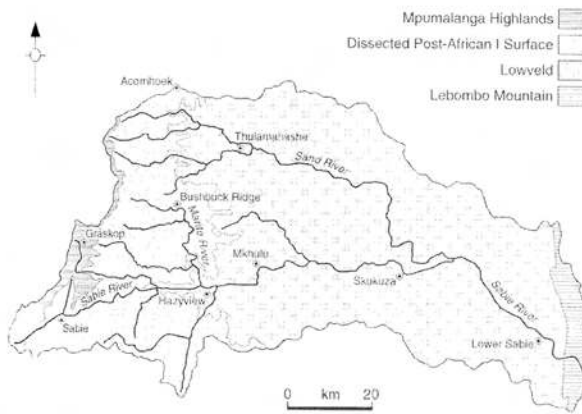 Mpumalanga Highlands
Dissected Post-African I Surface
Lowveld
Lebombo Mountain
Acornhoek
Thulamahashe
Sand River
Bushbuck Ridge
Marite River
Graskop
Mkhulu
Skukuza
Sabie River
Sabie River
Hazyview
Sabie
Lower Sabie
0 km 20